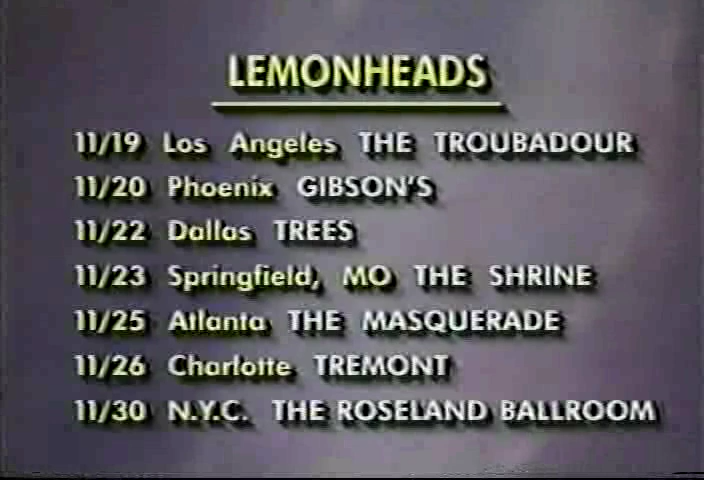 LEMONHEADS
11/19 Los Angeles THE TROUBADOUR
11/20 Phoenix GIBSON'S
11/22 Dallas TREES
11/23 Springfield, MO THE SHRINE
11/25 Atlanta THE MASQUERADE
11/26 Charlotte TREMONT
11/30 N.Y.C. THE ROSELAND BALLROOM